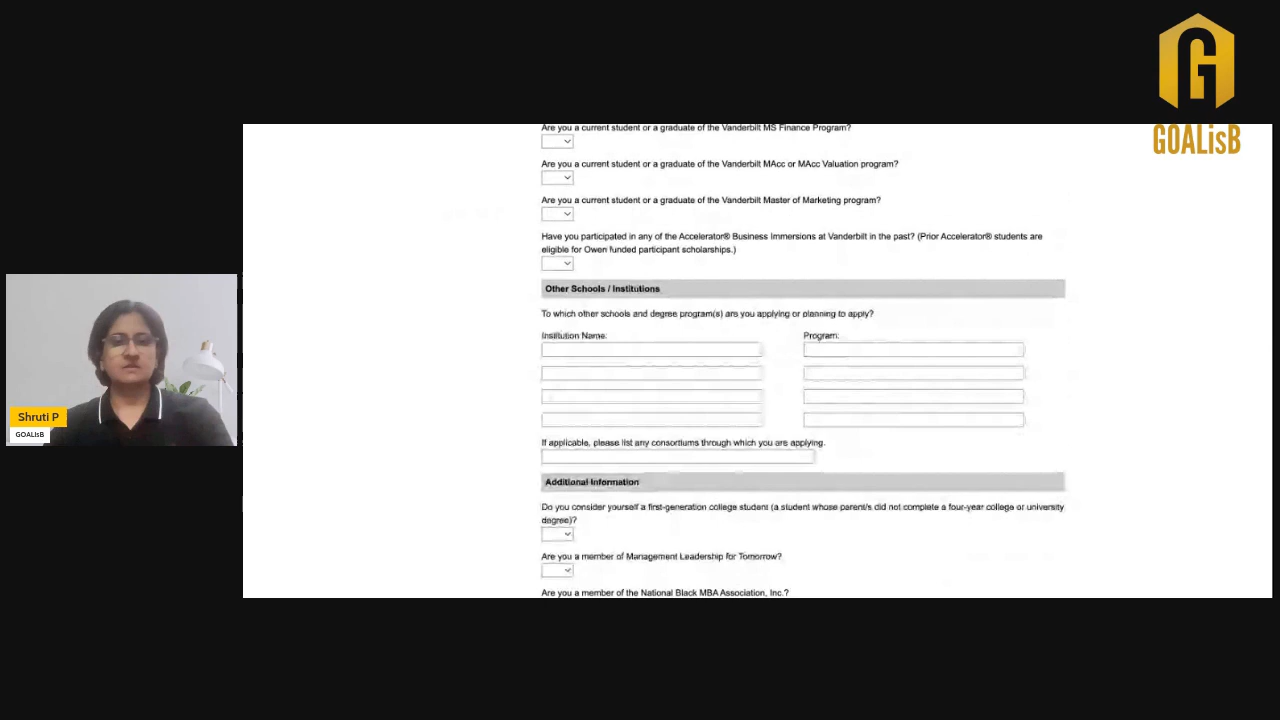 GOALisB
Are you a current student or a graduate of the Vanderbilt MS Finance Program?
Are you a current student or a graduate of the Vanderbilt MAcc or MAcc Valuation program?
Are you a current student or a graduate of the Vanderbilt Master of Marketing program?
Have you participated in any of the Accelerator® Business Immersions at Vanderbilt in the past? (Prior Accelerator® students are
eligible for Owen funded participant scholarships.)
Other Schools / Institutions
To which other schools and degree program(s) are you applying or planning to apply?
Institution Name: Program:
If applicable, please list any consortiums through which you are applying.
Additional Information
Do you consider yourself a first-generation college student (a student whose parent/s did not complete a four-year college or university
degree)?
Are you a member of Management Leadership for Tomorrow?
Are you a member of the National Black MBA Association, Inc.?
Shruti P
GOALisB